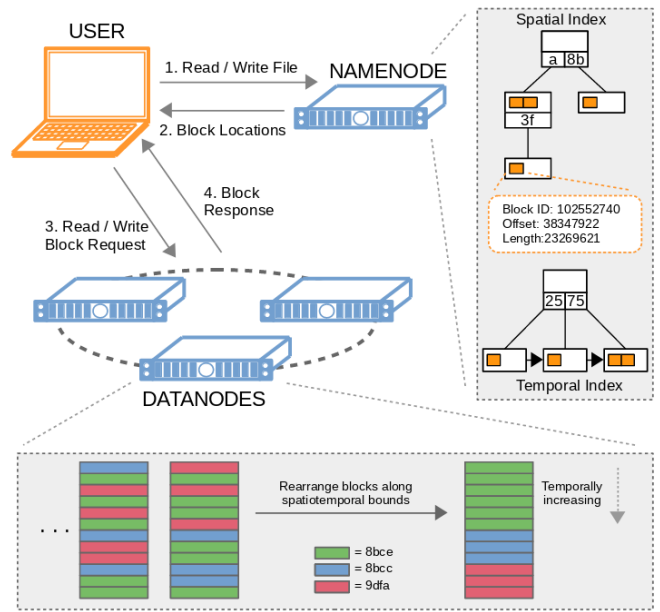 USER
1. Read / Write File
NAMENODE
2. Block Locations
3. Read / Write
Block Request
4. Block
Response
DATANODES
Spatial Index
a 8b
3f
Block ID: 102552740
Offset: 38347922
Length:23269621
25 75
Temporal Index
. . .
Rearrange blocks along
spatiotemporal bounds
Temporally
increasing
= 8bce
= 8bcc
= 9dfa